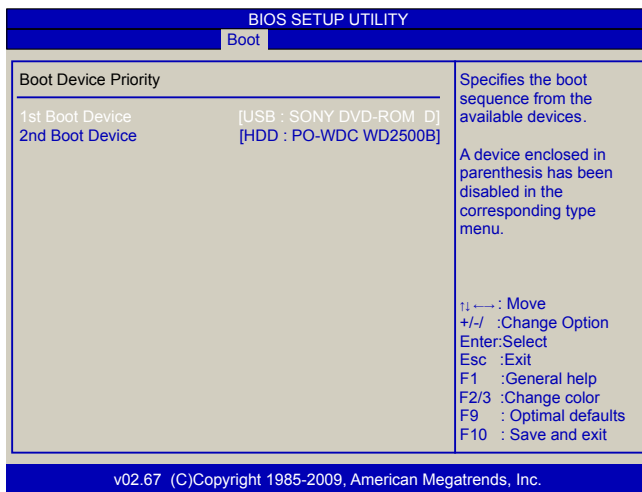 BIOS SETUP UTILITY
Boot
Boot Device Priority
1st Boot Device [USB : SONY DVD-ROM D]
2nd Boot Device [HDD : PO-WDC WD2500B]
Specifies the boot
sequence from the
available devices.
A device enclosed in
parenthesis has been
disabled in the
corresponding type
menu.
↑↓←→: Move
+/-/ :Change Option
Enter:Select
Esc :Exit
F1 :General help
F2/3 :Change color
F9 : Optimal defaults
F10 : Save and exit
v02.67 (C)Copyright 1985-2009, American Megatrends, Inc.